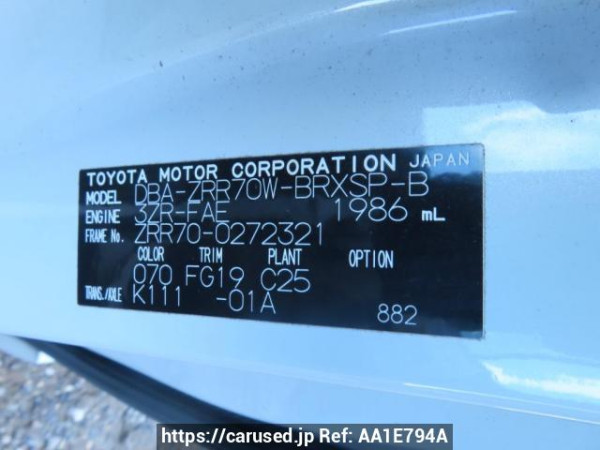 TOYOTA MOTOR CORPORATION JAPAN
MODEL DBA-ZRR70W-BRXSP-B
ENGINE 3ZR-FAE 1986 mL
FRAME No. ZRR70-0272321
COLOR TRIM PLANT OPTION
070 FG19 C25
TRANS./AXLE K111 -01A
882
https://carused.jp Ref: AA1E794A